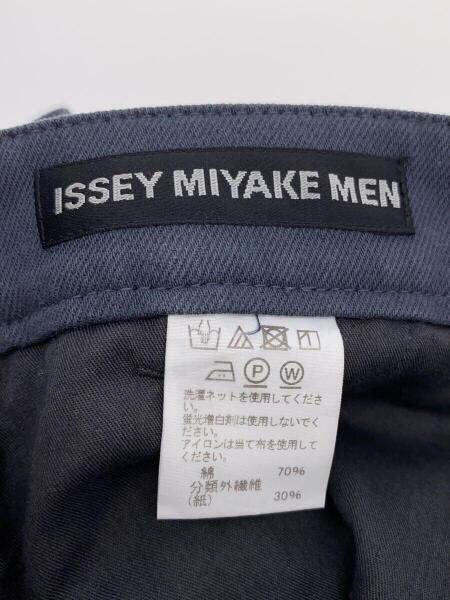 ISSEY MIYAKE MEN
P W
洗濯ネットを使用してくださ
い。
蛍光増白剤は使用しないでく
ださい。
アイロンは当て布を使用して
ください。
綿 70%
分類外繊維
(紙) 30%